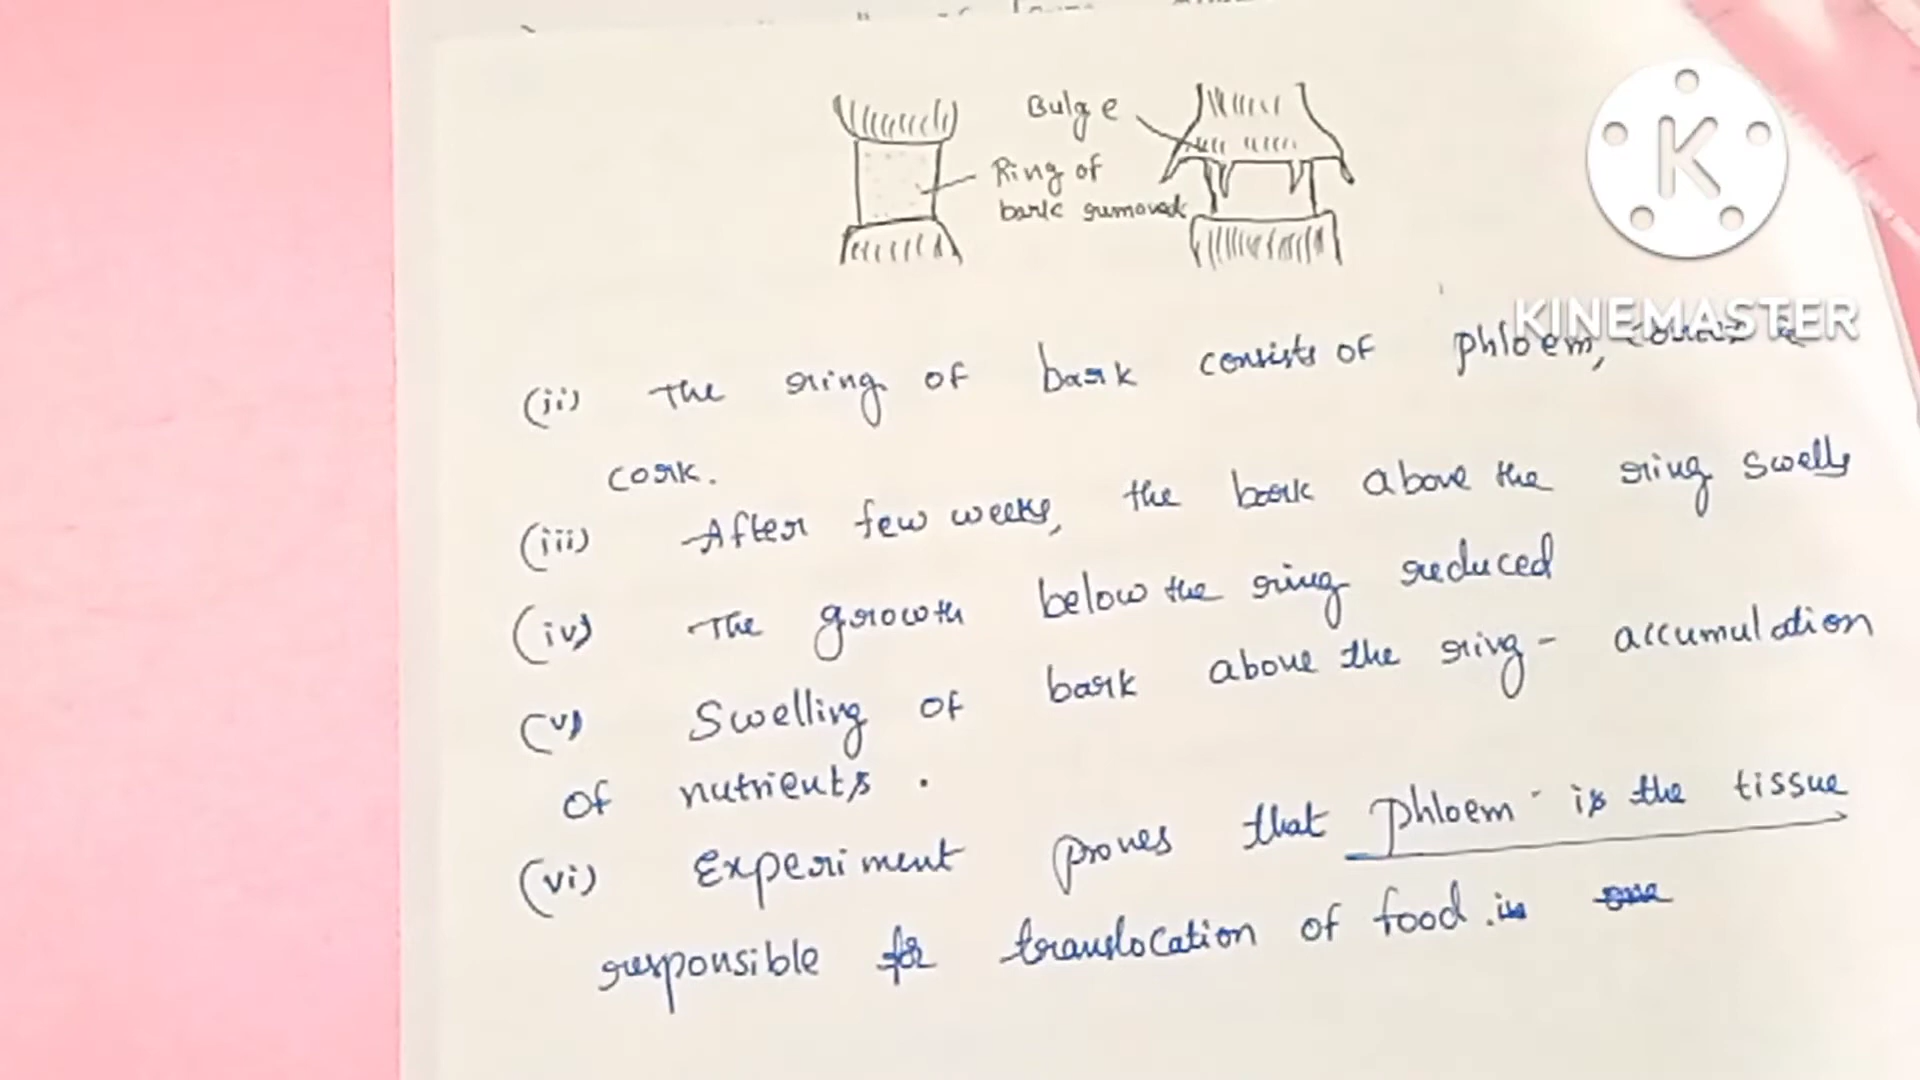 Bulge
Ring of
bark removed
KINEMASTER
(ii) The ring of bark consists of phloem,
cork.
(iii) After few weeks, the bark above the ring swells
(iv) The growth below the ring reduced
(v) Swelling of bark above the ring - accumulation
of nutrients.
(vi) Experiment proves that phloem is the tissue
responsible for translocation of food.